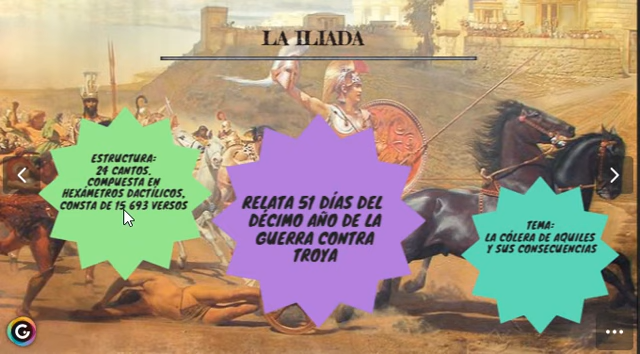 LA ILIADA
ESTRUCTURA:
24 CANTOS.
COMPUESTA EN
HEXÁMETROS DACTÍLICOS.
CONSTA DE 15 693 VERSOS
RELATA 51 DÍAS DEL
DÉCIMO AÑO DE LA
GUERRA CONTRA
TROYA
TEMA:
LA CÓLERA DE AQUILES
Y SUS CONSECUENCIAS